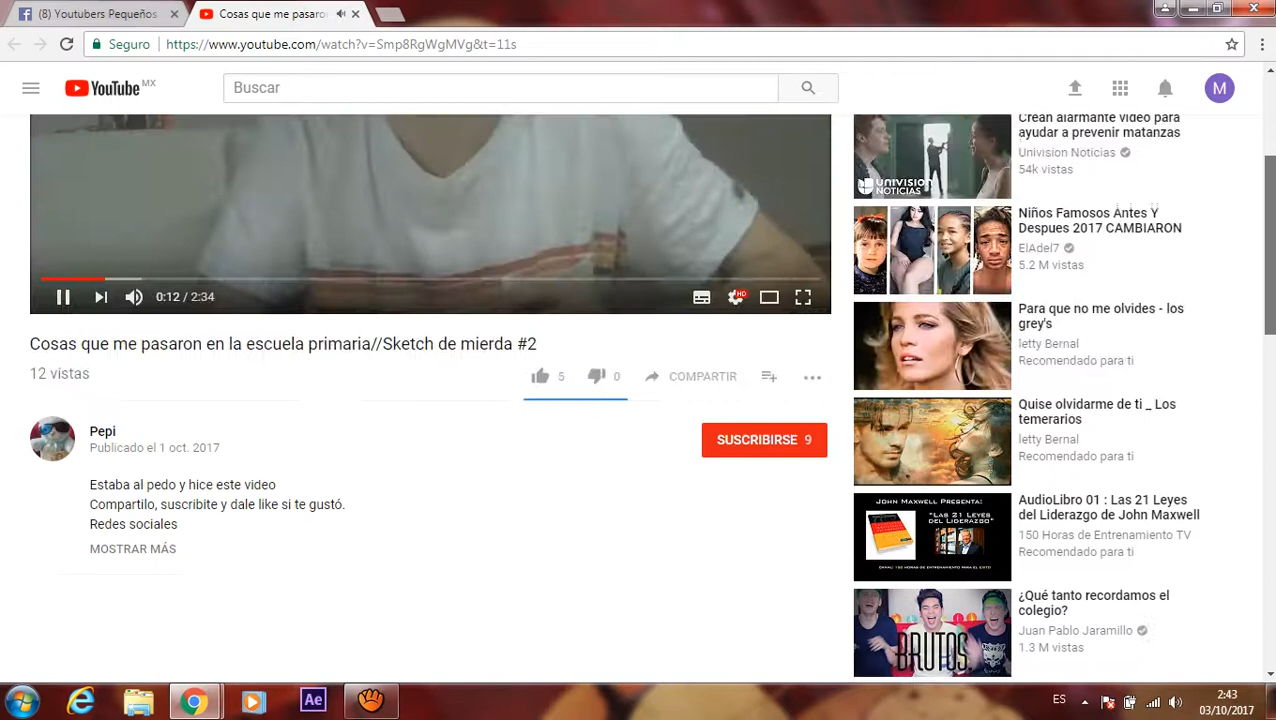 (8) Youtubers Pequeños
Cosas que me pasaron
Seguro
https://www.youtube.com/watch?v=Smp8RgWgMVg&t=11s
YouTube MX
Buscar
M
Crean alarmante video para
ayudar a prevenir matanzas
Univision Noticias
54k vistas
UNIVISION
NOTICIAS
Niños Famosos Antes Y
Despues 2017 CAMBIARON
ElAdel7
5.2 M vistas
HD
0:12 / 2:34
Para que no me olvides - los
grey's
letty Bernal
Recomendado para ti
Cosas que me pasaron en la escuela primaria//Sketch de mierda #2
12 vistas
5
0
COMPARTIR
Quise olvidarme de ti _ Los
temerarios
letty Bernal
Recomendado para ti
Pepi
Publicado el 1 oct. 2017
SUSCRIBIRSE 9
Estaba al pedo y hice este video.
Compartilo y comenta y dale like si te gustó.
Redes sociales:
MOSTRAR MÁS
JOHN MAXWELL PRESENTA:
"LAS 21 LEYES
DEL LIDERAZGO"
AudioLibro 01 : Las 21 Leyes
del Liderazgo de John Maxwell
150 Horas de Entrenamiento TV
Recomendado para ti
BRUTOS
¿Qué tanto recordamos el
colegio?
Juan Pablo Jaramillo
1.3 M vistas
Ae
ES
2:43
03/10/2017